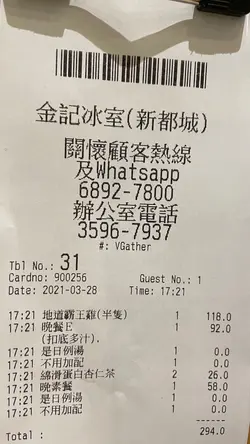 金記冰室(新都城)
關懷顧客熱線
及Whatsapp
6892-7800
辦公室電話
3596-7937
#: VGather
Tbl No.: 31
Cardno: 900256 Guest No.: 1
Date: 2021-03-28 Time: 17:21
17:21 地道霸王雞(半隻) 1 118.0
17:21 晚餐E 1 92.0
(扣底多汁).
17:21 是日例湯 1 0.0
17:21 不用加記 1 0.0
17:21 綿滑蛋白杏仁茶 2 26.0
17:21 晚素餐 1 58.0
17:21 是日例湯 1 0.0
17:21 不用加記 1 0.0
Total : 294.0